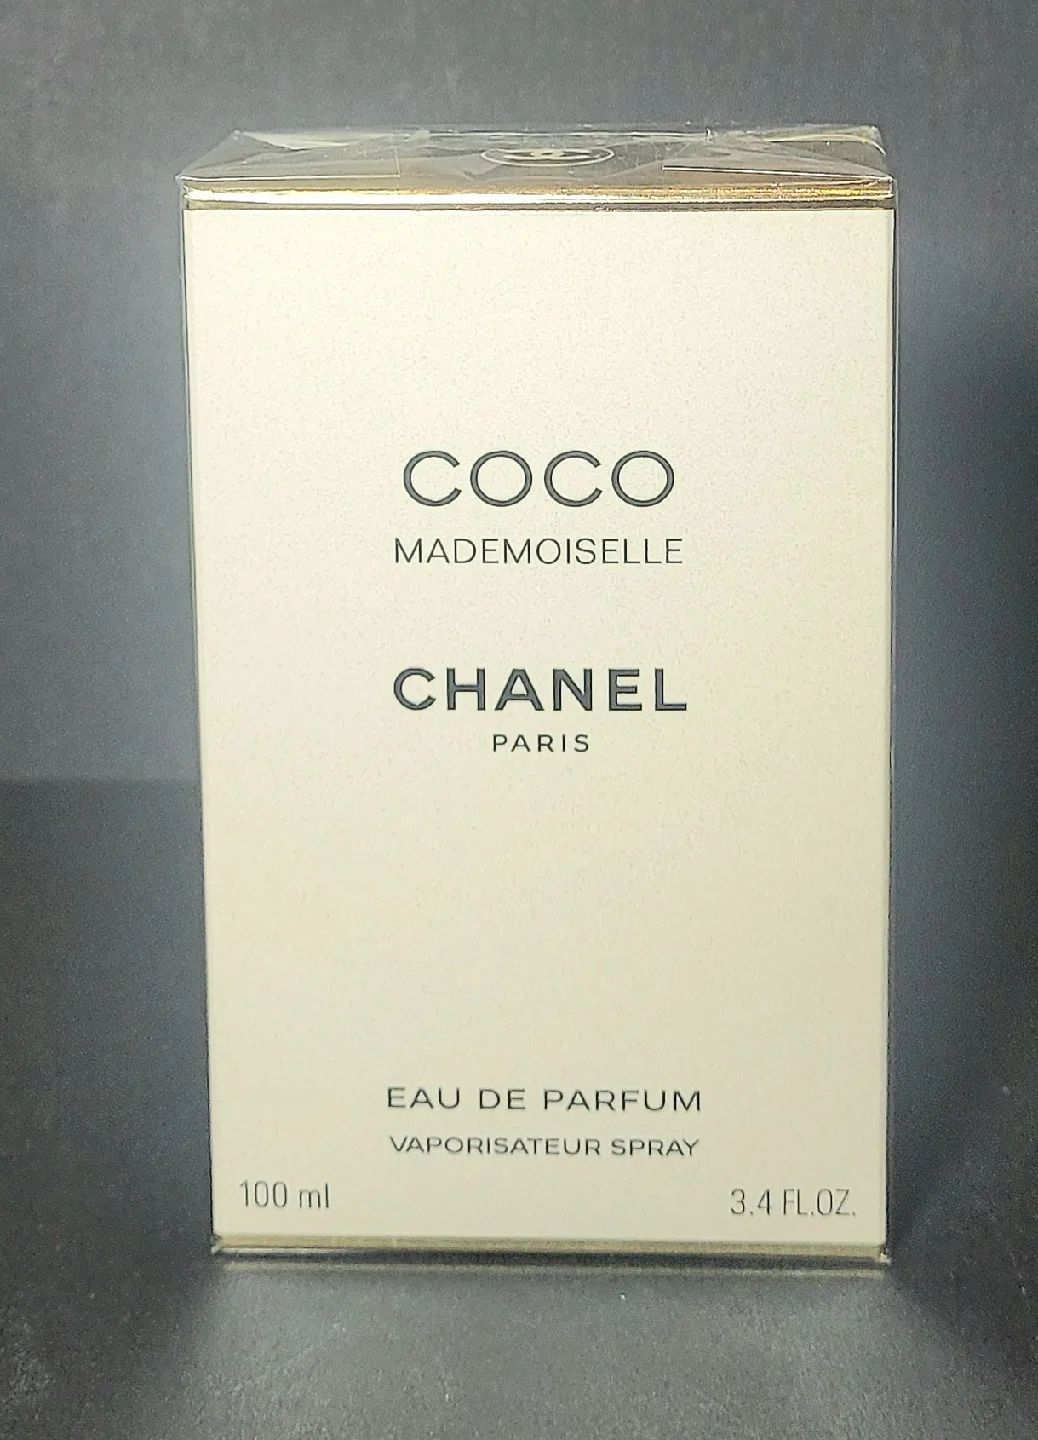 COCO
MADEMOISELLE
CHANEL
PARIS
EAU DE PARFUM
VAPORISATEUR SPRAY
100 ml
3.4 FL.OZ.